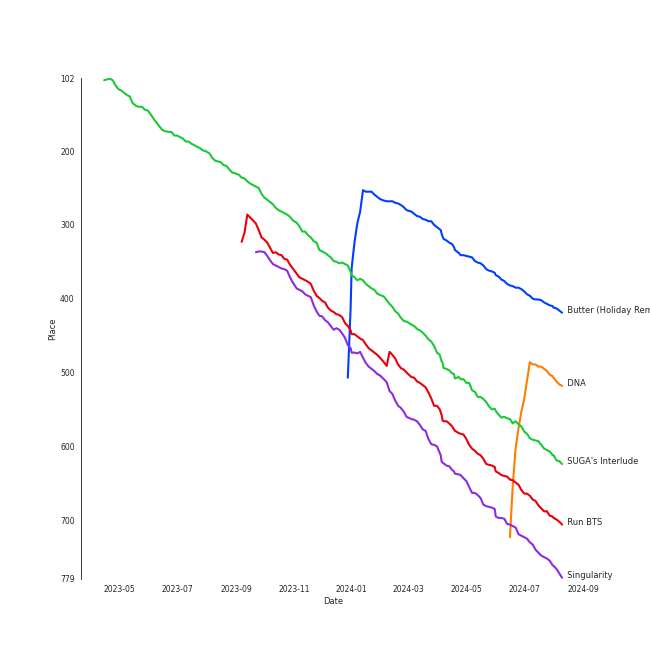 102
200
300
400
500
600
700
779
Place
2023-05
2023-07
2023-09
2023-11
2024-01
2024-03
2024-05
2024-07
2024-09
Date
Butter (Holiday Rem
DNA
SUGA's Interlude
Run BTS
Singularity